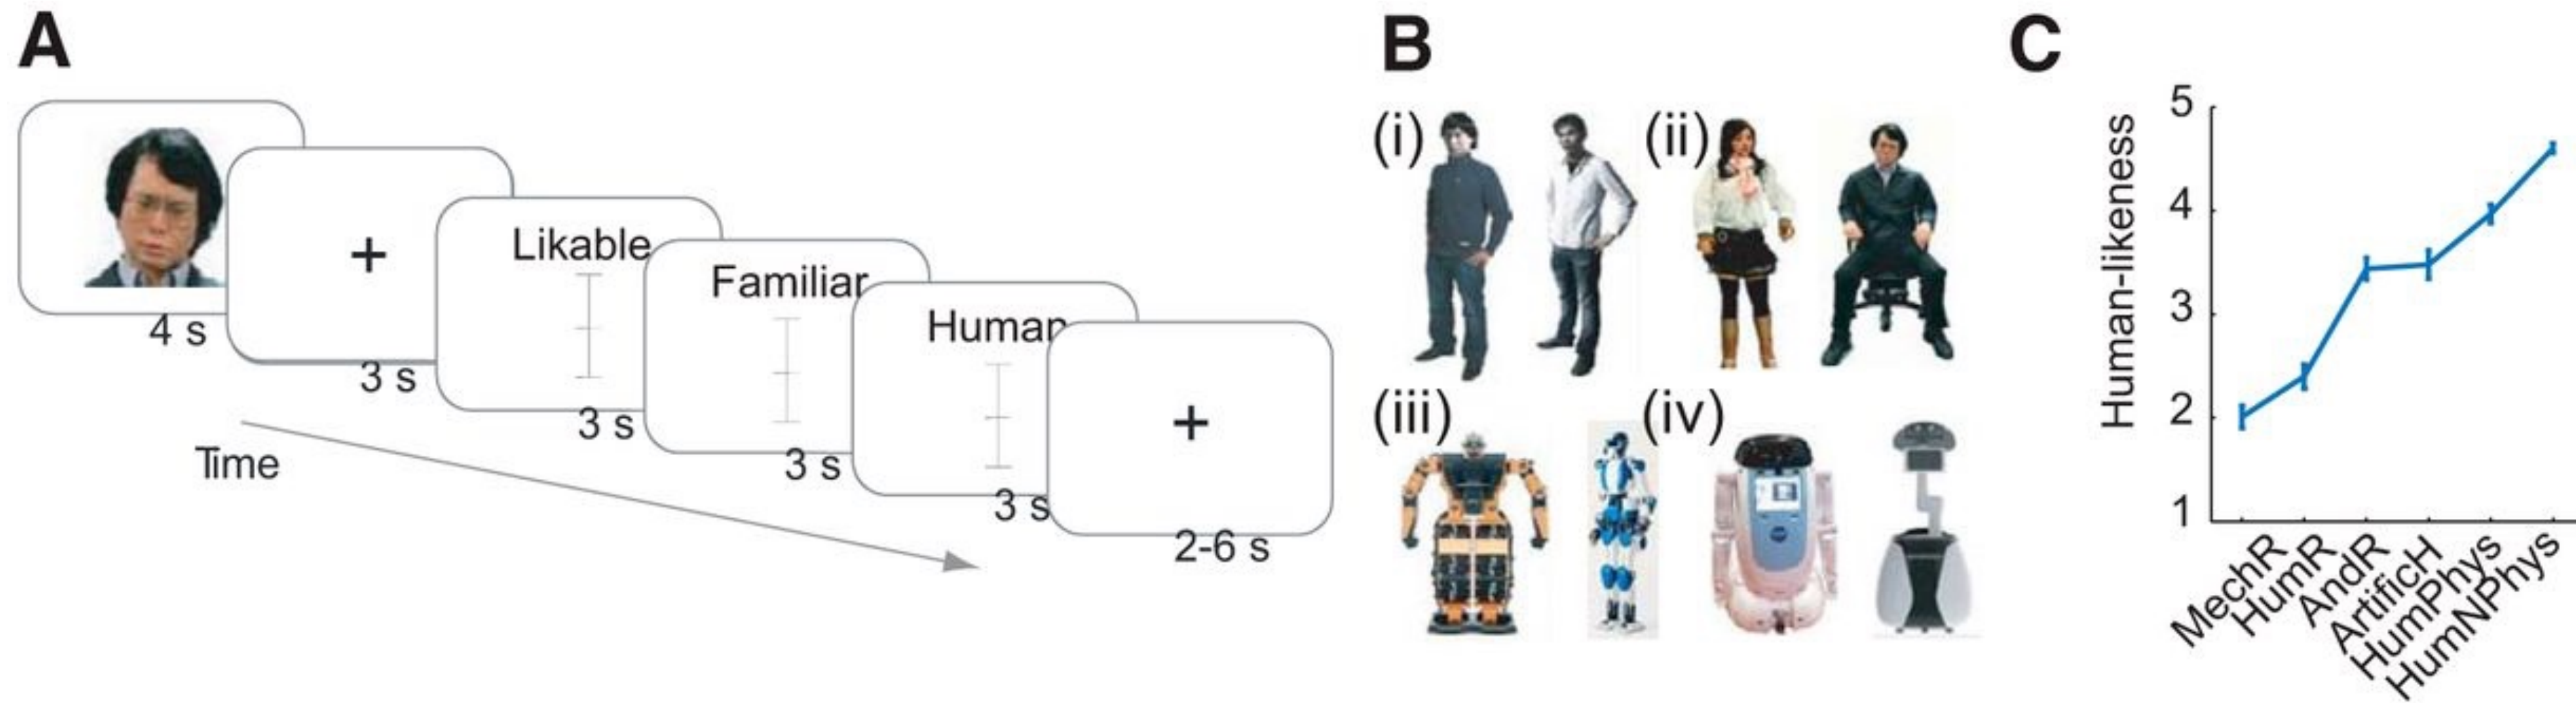 A
4 s
+
3 s
Likable
3 s
Familiar
3 s
Human
3 s
+
2-6 s
Time
B
(i)
(ii)
(iii)
(iv)
C
Human-likeness
5
4
3
2
1
MechR
HumR
AndR
ArtificH
HumPhys
HumNPhys